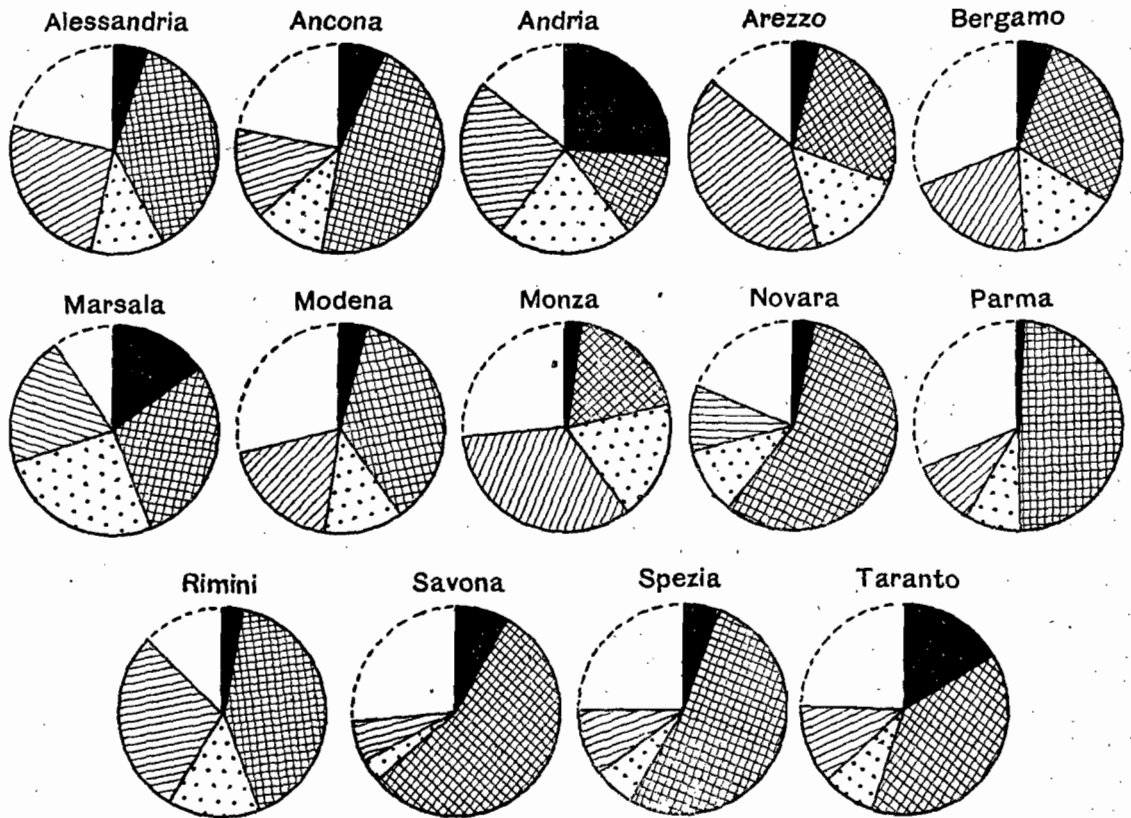 Alessandria Ancona Andria Arezzo Bergamo
Marsala Modena Monza Novara Parma
Rimini Savona Spezia Taranto